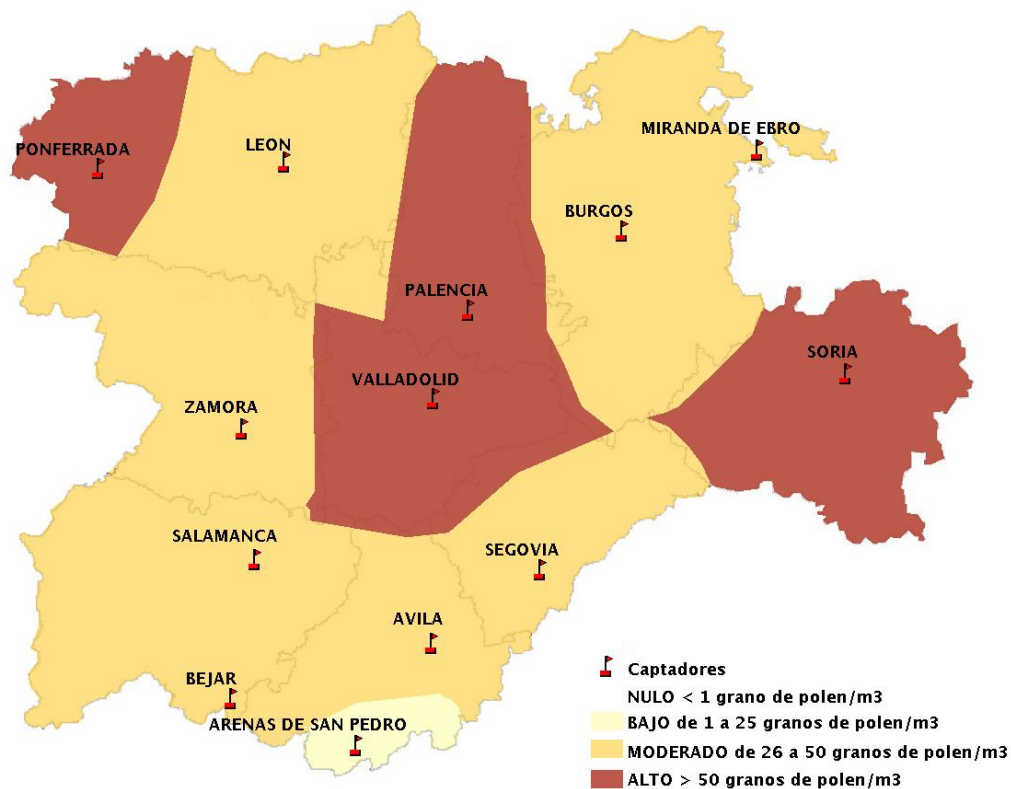 MIRANDA DE EBRO
PONFERRADA
LEON
BURGOS
PALENCIA
SORIA
VALLADOLID
ZAMORA
SALAMANCA
SEGOVIA
AVILA
BEJAR
ARENAS DE SAN PEDRO
Captadores
NULO < 1 grano de polen/m3
BAJO de 1 a 25 granos de polen/m3
MODERADO de 26 a 50 granos de polen/m3
ALTO > 50 granos de polen/m3